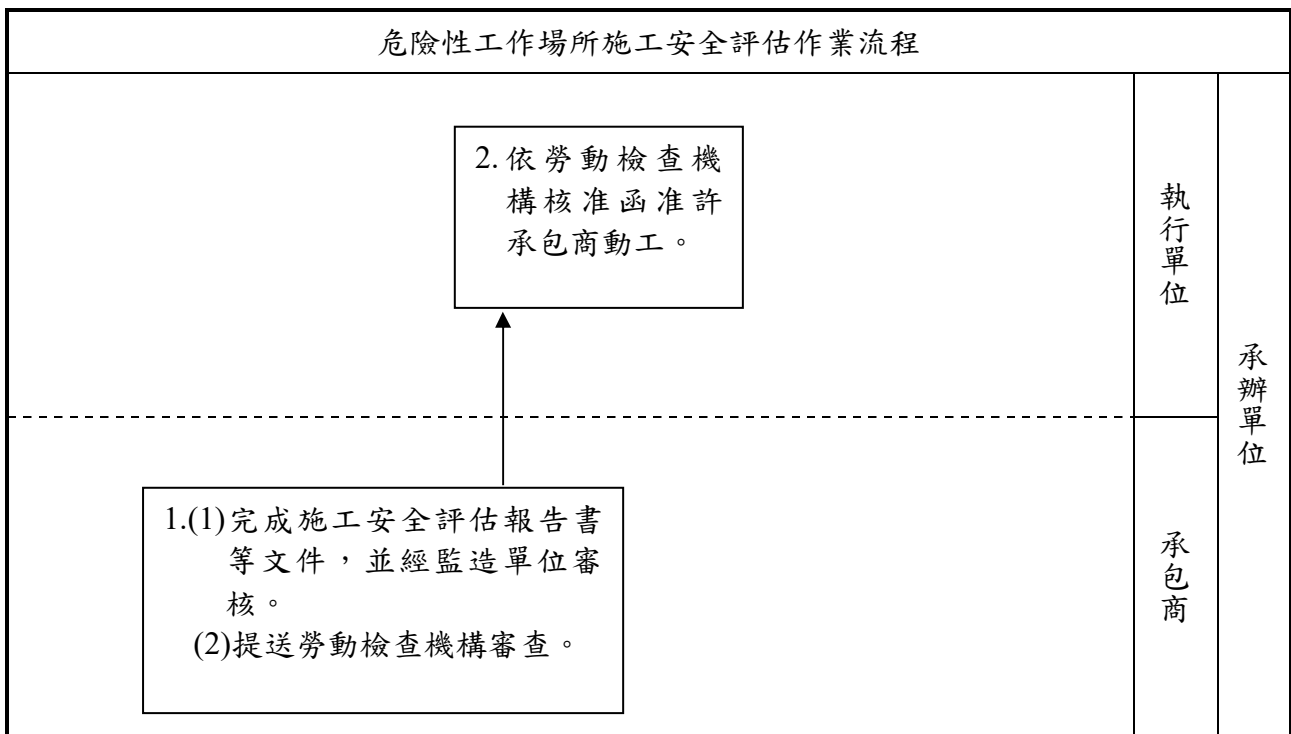 危險性工作場所施工安全評估作業流程
2.依勞動檢查機
構核准函准許
承包商動工。
執行單位
承辦單位
1.(1)完成施工安全評估報告書
等文件，並經監造單位審
核。
(2)提送勞動檢查機構審查。
承包商